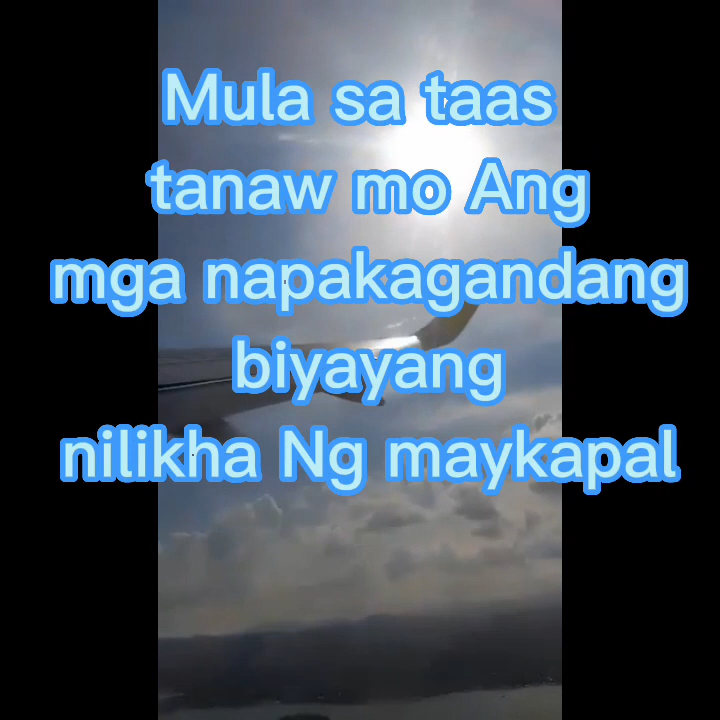 Mula sa taas
tanaw mo Ang
mga napakagandang
biyayang
nilikha Ng maykapal